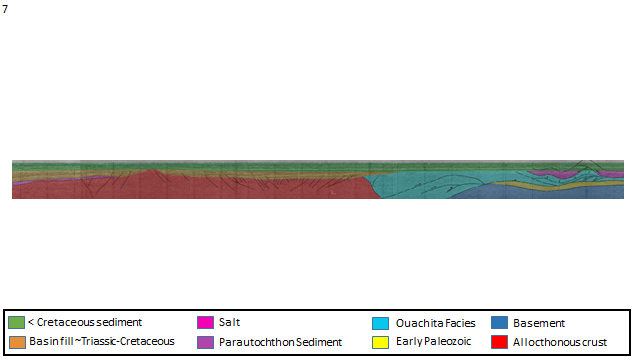 7
< Cretaceous sediment Salt Ouachita Facies Basement
Basin fill ~Triassic-Cretaceous Parautochthon Sediment Early Paleozoic Allocthonous crust